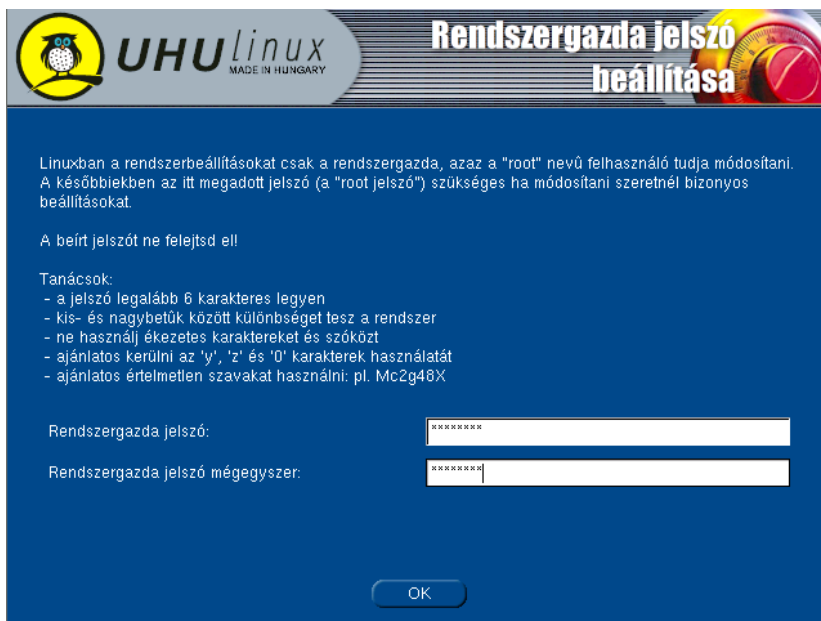 UHU linux
MADE IN HUNGARY
Rendszergazda jelszó
beállítása
Linuxban a rendszerbeállításokat csak a rendszergazda, azaz a "root" nevû felhasználó tudja módosítani.
A későbbiekben az itt megadott jelszó (a "root jelszó") szükséges ha módosítani szeretnél bizonyos
beállításokat.
A beírt jelszót ne felejtsd el!
Tanácsok:
- a jelszó legalább 6 karakteres legyen
- kis- és nagybetûk között különbséget tesz a rendszer
- ne használj ékezetes karaktereket és szóközt
- ajánlatos kerülni az 'y', 'z' és '0' karakterek használatát
- ajánlatos értelmetlen szavakat használni: pl. Mc2g48X
Rendszergazda jelszó: ********
Rendszergazda jelszó mégegyszer: ********
OK